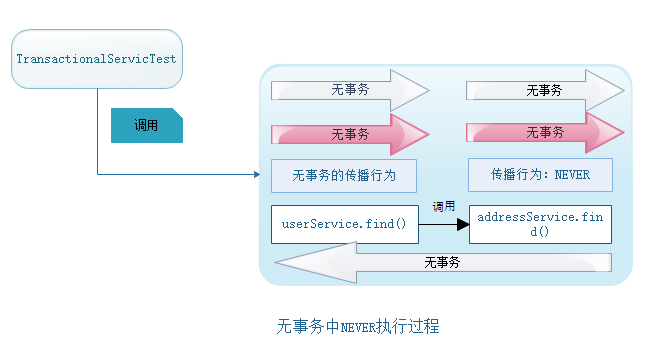 TransactionalServicTest
调用
无事务
无事务
无事务
无事务
无事务的传播行为
传播行为：NEVER
userService.find()
调用
addressService.fin
d()
无事务
无事务中NEVER执行过程